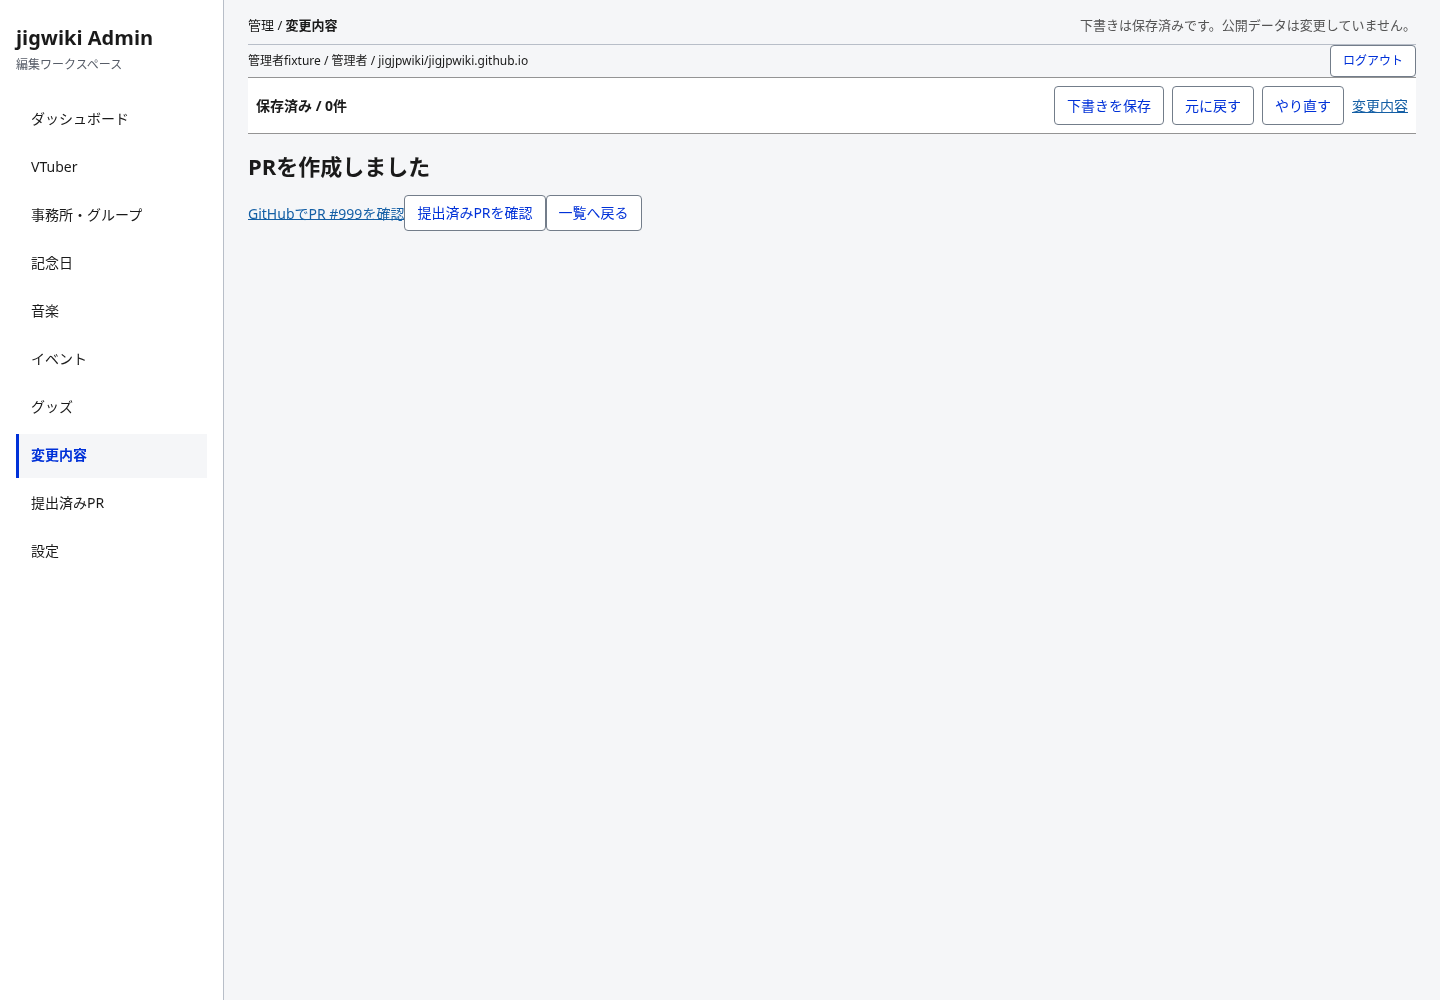 jigwiki Admin
編集ワークスペース
ダッシュボード
VTuber
事務所・グループ
記念日
音楽
イベント
グッズ
変更内容
提出済みPR
設定
管理 / 変更内容
下書きは保存済みです。公開データは変更していません。
管理者fixture / 管理者 / jigjpwiki/jigjpwiki.github.io
ログアウト
保存済み / 0件
下書きを保存
元に戻す
やり直す
変更内容
PRを作成しました
GitHubでPR #999を確認
提出済みPRを確認
一覧へ戻る